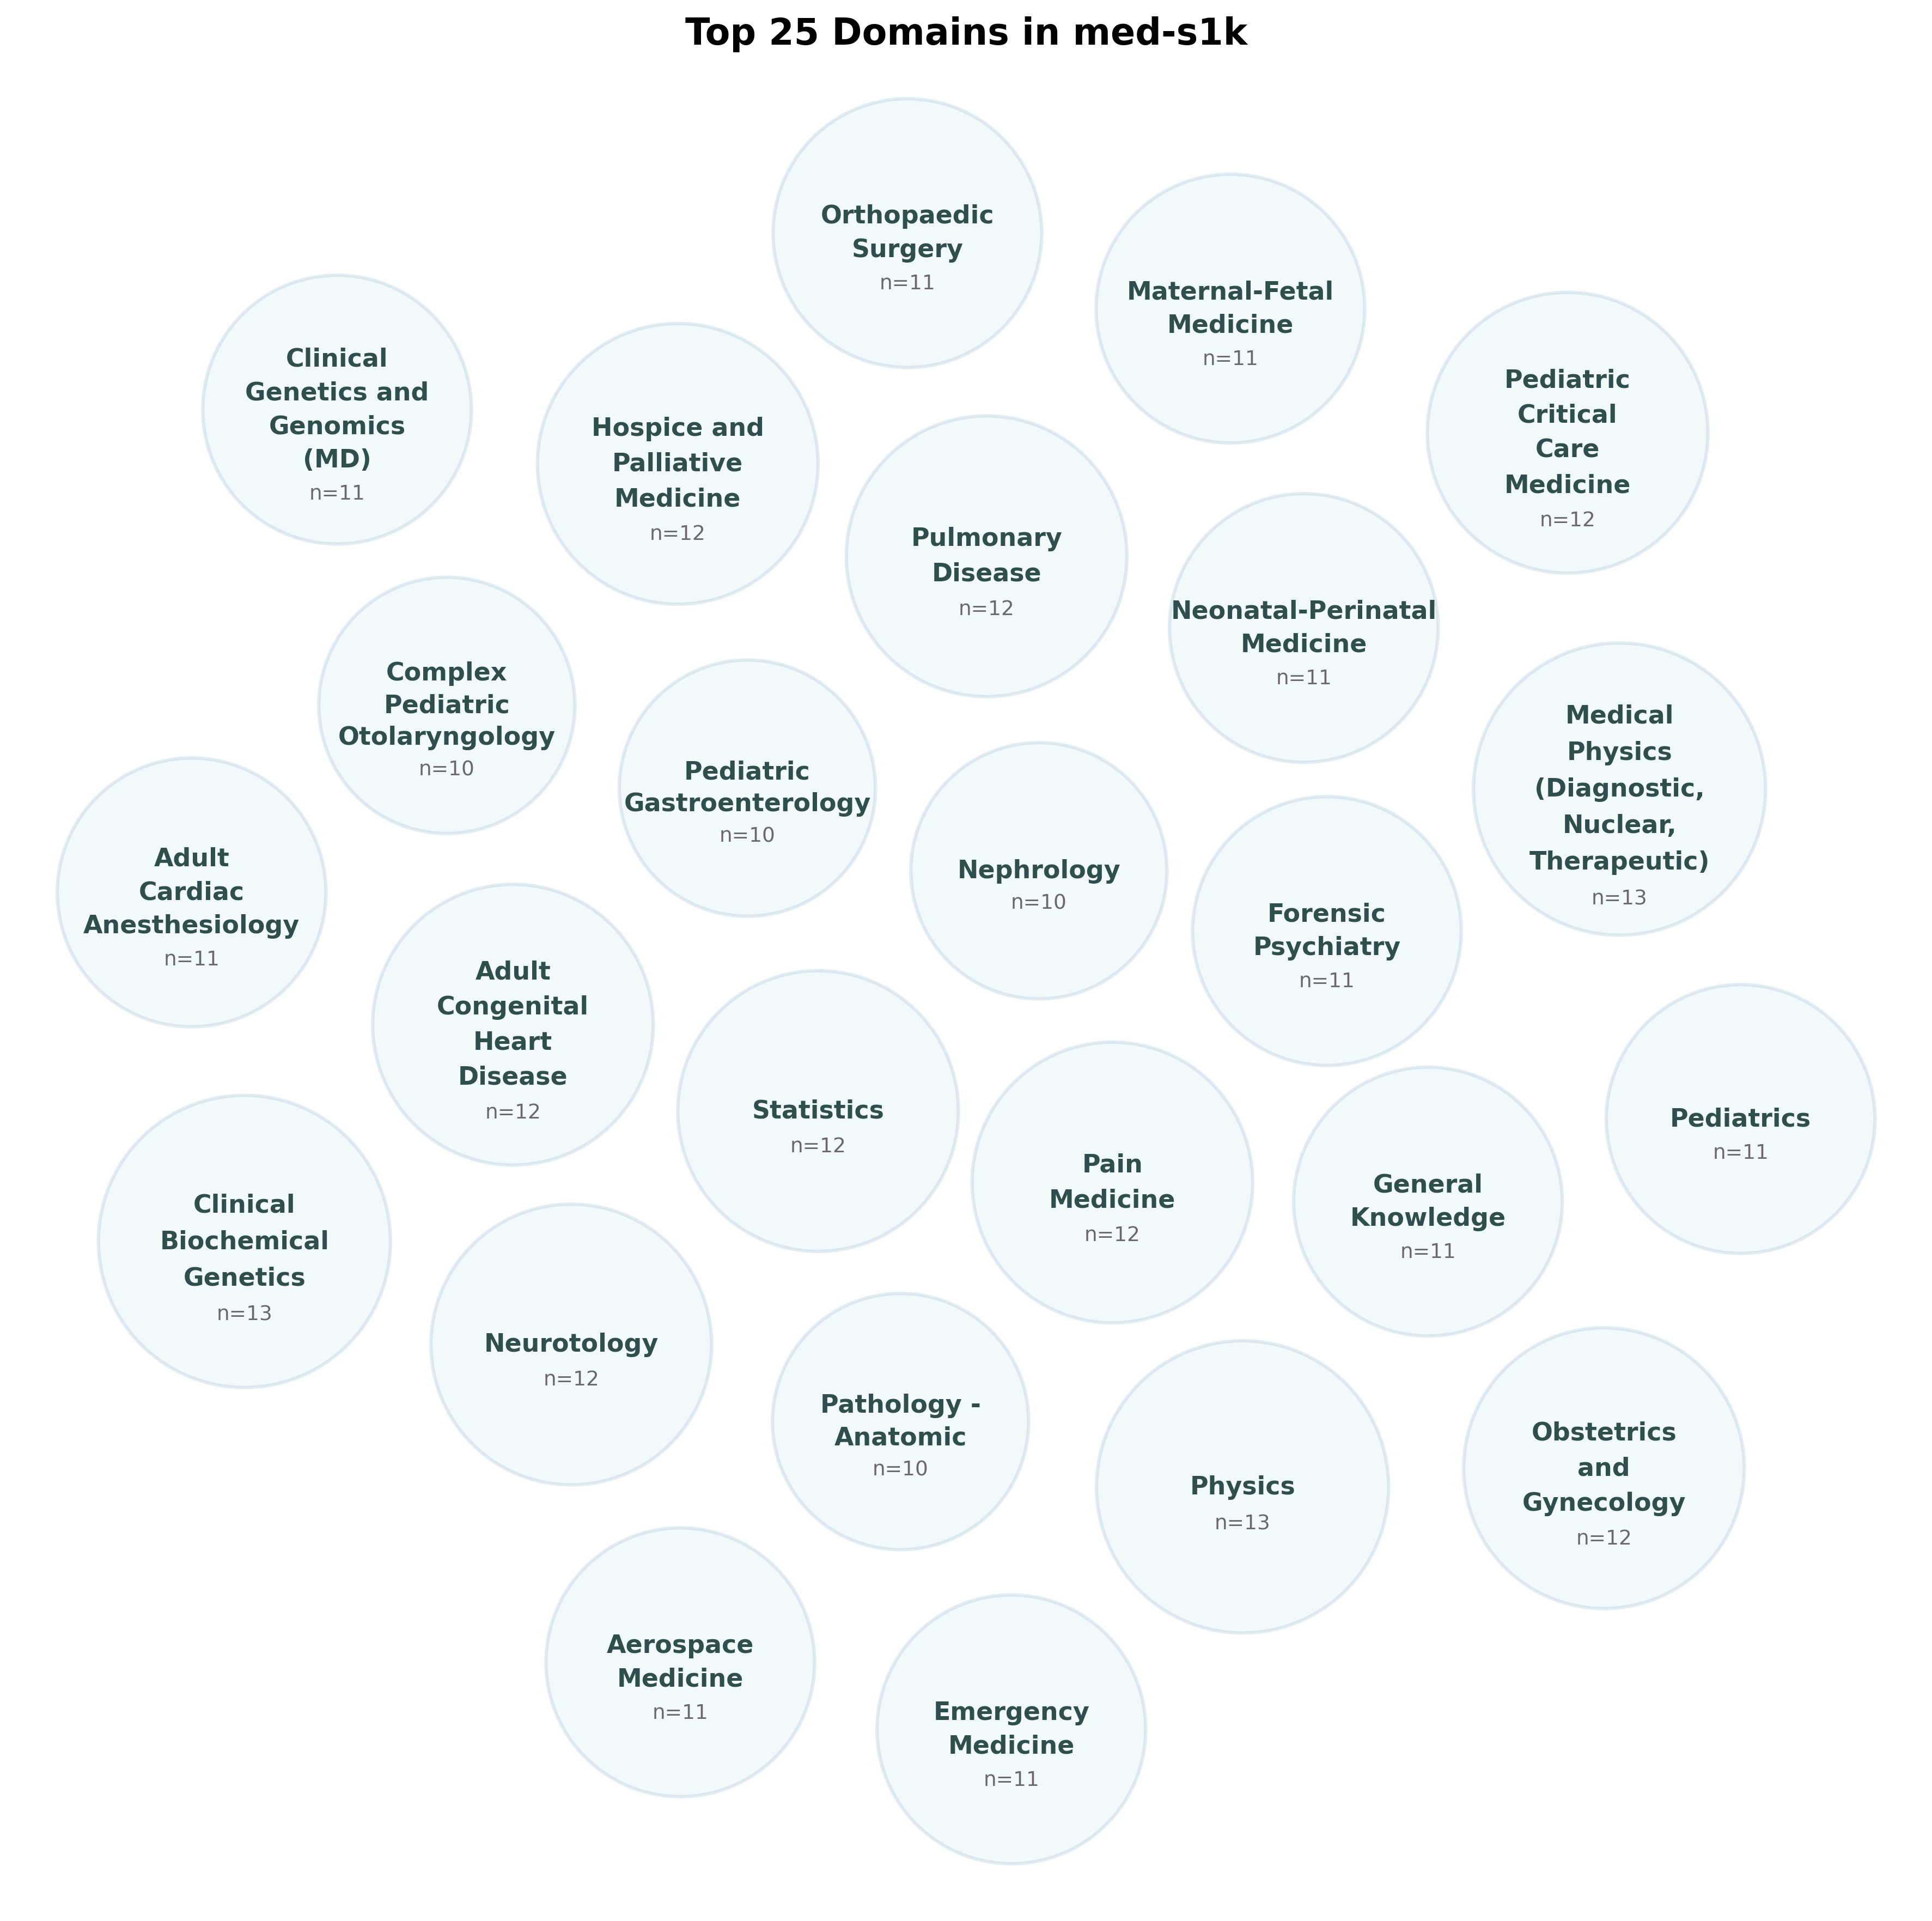 Top 25 Domains in med-s1k
Orthopaedic
Surgery
n=11
Maternal-Fetal
Medicine
n=11
Clinical
Genetics and
Genomics
(MD)
n=11
Hospice and
Palliative
Medicine
n=12
Pediatric
Critical
Care
Medicine
n=12
Pulmonary
Disease
n=12
Neonatal-Perinatal
Medicine
n=11
Complex
Pediatric
Otolaryngology
n=10
Pediatric
Gastroenterology
n=10
Medical
Physics
(Diagnostic,
Nuclear,
Therapeutic)
n=13
Adult
Cardiac
Anesthesiology
n=11
Nephrology
n=10
Forensic
Psychiatry
n=11
Adult
Congenital
Heart
Disease
n=12
Statistics
n=12
Pediatrics
n=11
Pain
Medicine
n=12
General
Knowledge
n=11
Clinical
Biochemical
Genetics
n=13
Neurotology
n=12
Pathology -
Anatomic
n=10
Physics
n=13
Obstetrics
and
Gynecology
n=12
Aerospace
Medicine
n=11
Emergency
Medicine
n=11